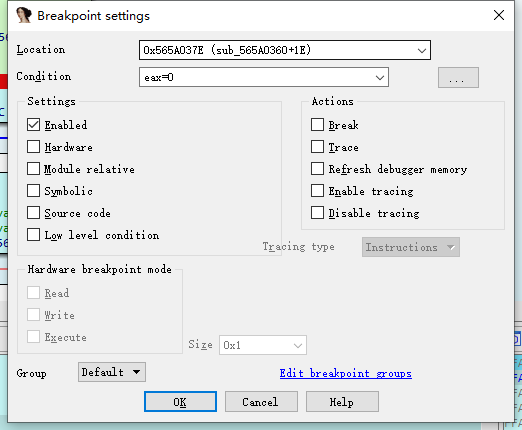 Breakpoint settings
Location
0x565A037E (sub_565A0360+1E)
Condition
eax=0
...
Settings
Enabled
Hardware
Module relative
Symbolic
Source code
Low level condition
Actions
Break
Trace
Refresh debugger memory
Enable tracing
Disable tracing
Tracing type
Instructions
Hardware breakpoint mode
Read
Write
Execute
Size
0x1
Group
Default
Edit breakpoint groups
OK
Cancel
Help